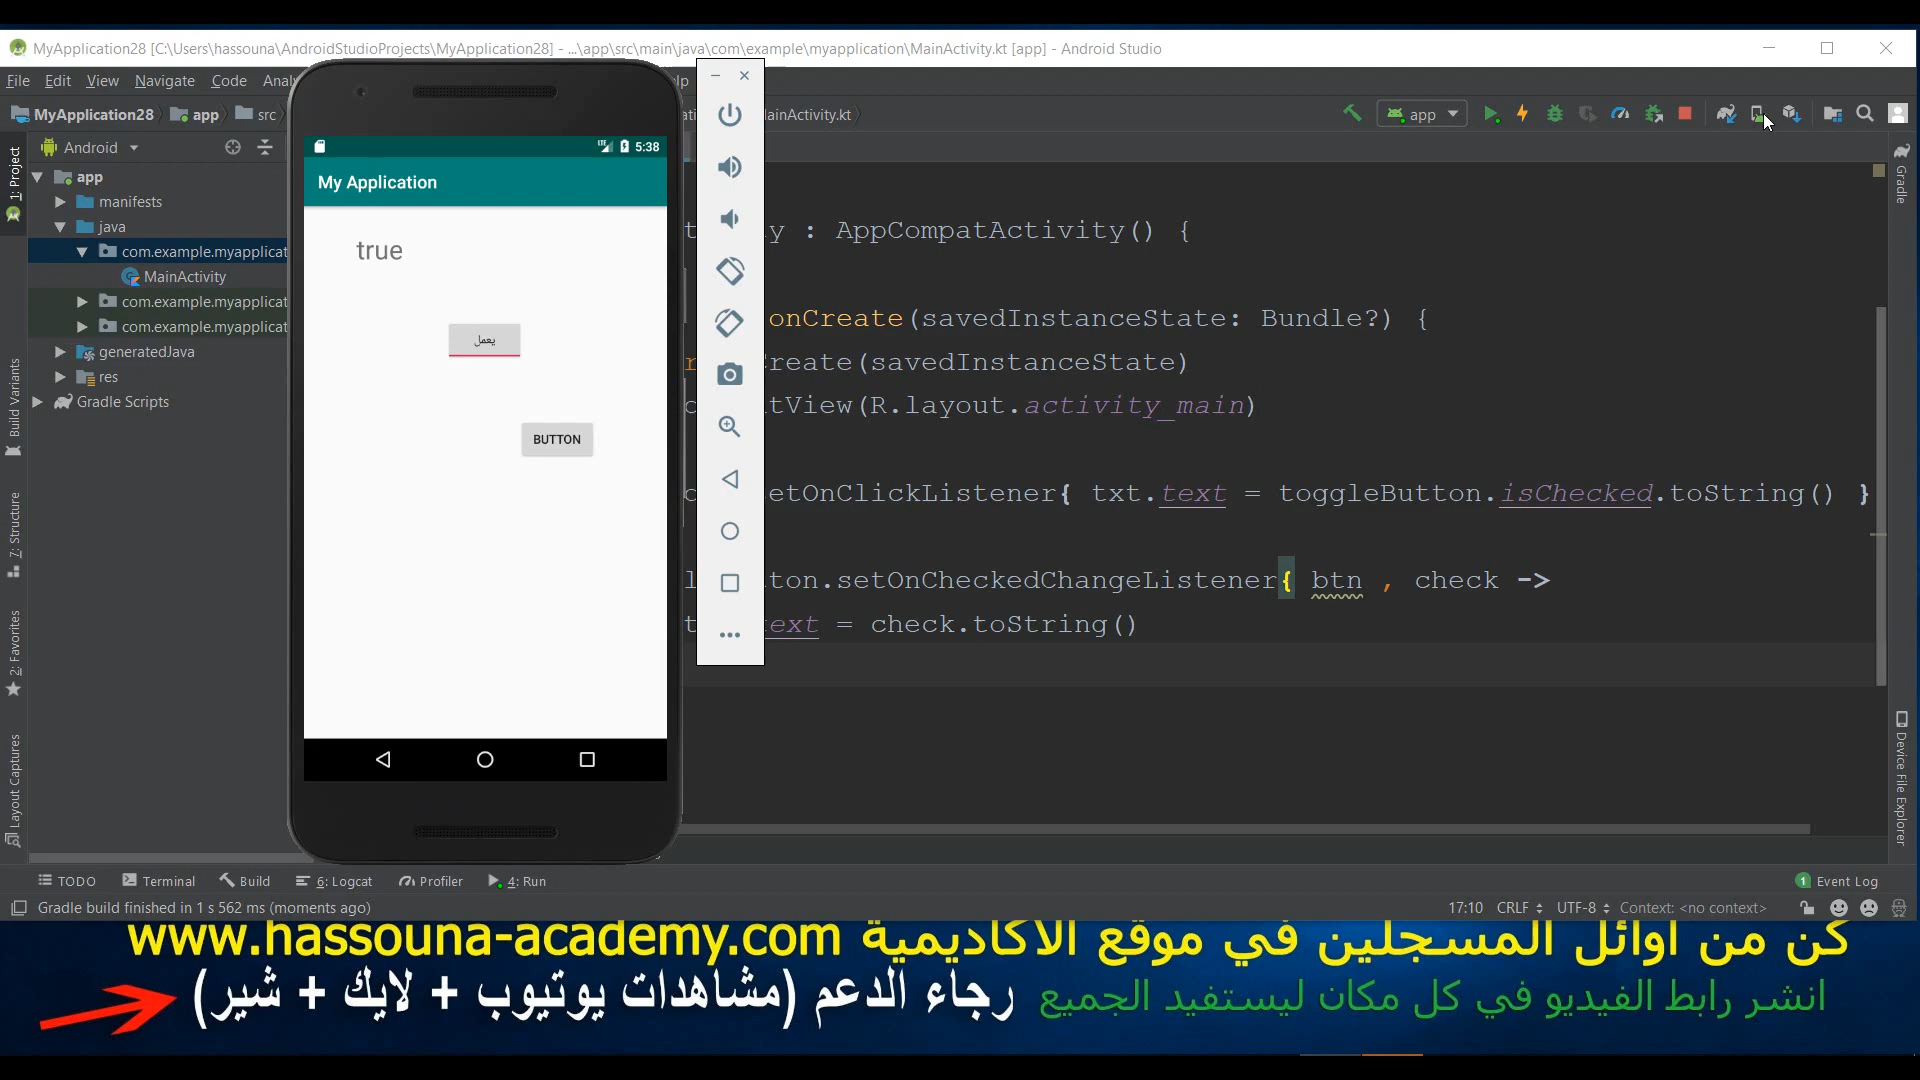 MyApplication28 [C:\Users\hassouna\AndroidStudioProjects\MyApplication28] - ...\app\src\main\java\com\example\myapplication\MainActivity.kt [app] - Android Studio
File Edit View Navigate Code Anal lp
MyApplication28 app src ainActivity.kt app
1: Project
Android
app
manifests
java
com.example.myapplicat
MainActivity
com.example.myapplicat
com.example.myapplicat
generatedJava
res
Gradle Scripts
Build Variants
7: Structure
2: Favorites
Layout Captures
LTE 5:38
My Application
true
يعمل
BUTTON
y : AppCompatActivity() {
onCreate(savedInstanceState: Bundle?) {
reate(savedInstanceState)
tView(R.layout.activity_main)
etOnClickListener{ txt.text = toggleButton.isChecked.toString() }
ton.setOnCheckedChangeListener{ btn , check ->
ext = check.toString()
Gradle
Device File Explorer
TODO Terminal Build 6: Logcat Profiler 4: Run 1 Event Log
Gradle build finished in 1 s 562 ms (moments ago) 17:10 CRLF UTF-8 Context: <no context>
كن من اوائل المسجلين في موقع الاكاديمية www.hassouna-academy.com
انشر رابط الفيديو في كل مكان ليستفيد الجميع رجاء الدعم (مشاهدات يوتيوب + لايك + شير)